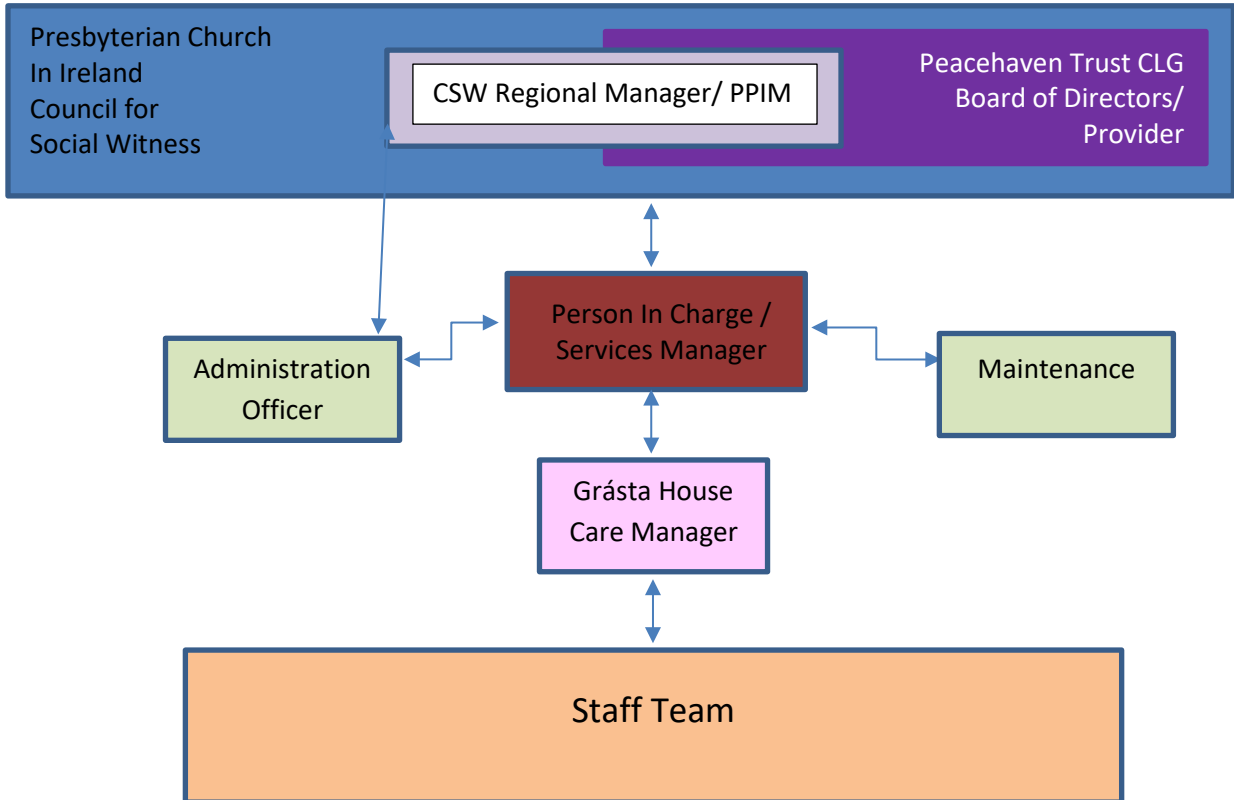 Presbyterian Church
In Ireland
Council for
Social Witness
CSW Regional Manager/ PPIM
Peacehaven Trust CLG
Board of Directors/
Provider
Person In Charge /
Services Manager
Administration
Officer
Maintenance
Grásta House
Care Manager
Staff Team